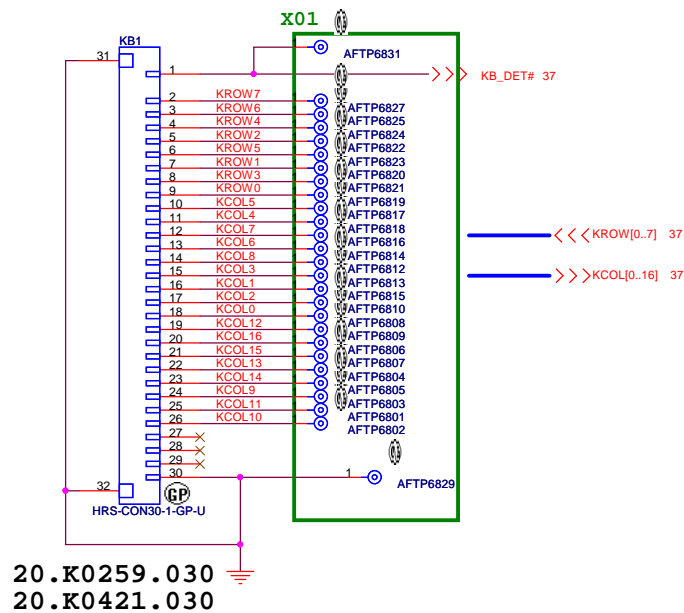 X01
KB1
31
1
AFTP6831
KB_DET# 37
2 KROW7 AFTP6827
3 KROW6 AFTP6825
4 KROW4 AFTP6824
5 KROW2 AFTP6822
6 KROW5 AFTP6823
7 KROW1 AFTP6820
8 KROW3 AFTP6821
9 KROW0 AFTP6819
10 KCOL5 AFTP6817
11 KCOL4 AFTP6818
12 KCOL7 AFTP6816
KROW[0..7] 37
13 KCOL6 AFTP6814
14 KCOL8 AFTP6812
15 KCOL3 AFTP6813
KCOL[0..16] 37
16 KCOL1 AFTP6815
17 KCOL2 AFTP6810
18 KCOL0 AFTP6808
19 KCOL12 AFTP6809
20 KCOL16 AFTP6806
21 KCOL15 AFTP6807
22 KCOL13 AFTP6804
23 KCOL14 AFTP6805
24 KCOL9 AFTP6803
25 KCOL11 AFTP6801
26 KCOL10 AFTP6802
27
28
29
30
1
AFTP6829
32
GP
HRS-CON30-1-GP-U
20.K0259.030
20.K0421.030